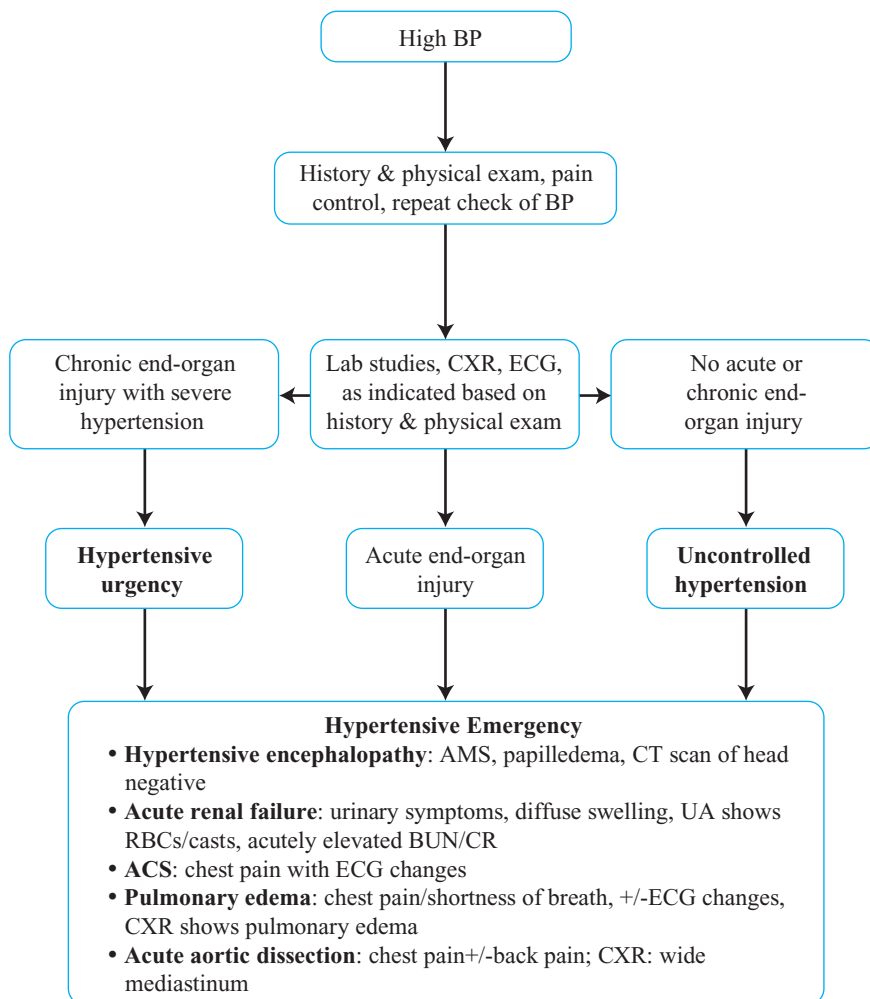 High BP
History & physical exam, pain
control, repeat check of BP
Chronic end-organ
injury with severe
hypertension
Lab studies, CXR, ECG,
as indicated based on
history & physical exam
No acute or
chronic end-
organ injury
Hypertensive
urgency
Acute end-organ
injury
Uncontrolled
hypertension
Hypertensive Emergency
• Hypertensive encephalopathy: AMS, papilledema, CT scan of head
negative
• Acute renal failure: urinary symptoms, diffuse swelling, UA shows
RBCs/casts, acutely elevated BUN/CR
• ACS: chest pain with ECG changes
• Pulmonary edema: chest pain/shortness of breath, +/-ECG changes,
CXR shows pulmonary edema
• Acute aortic dissection: chest pain+/-back pain; CXR: wide
mediastinum